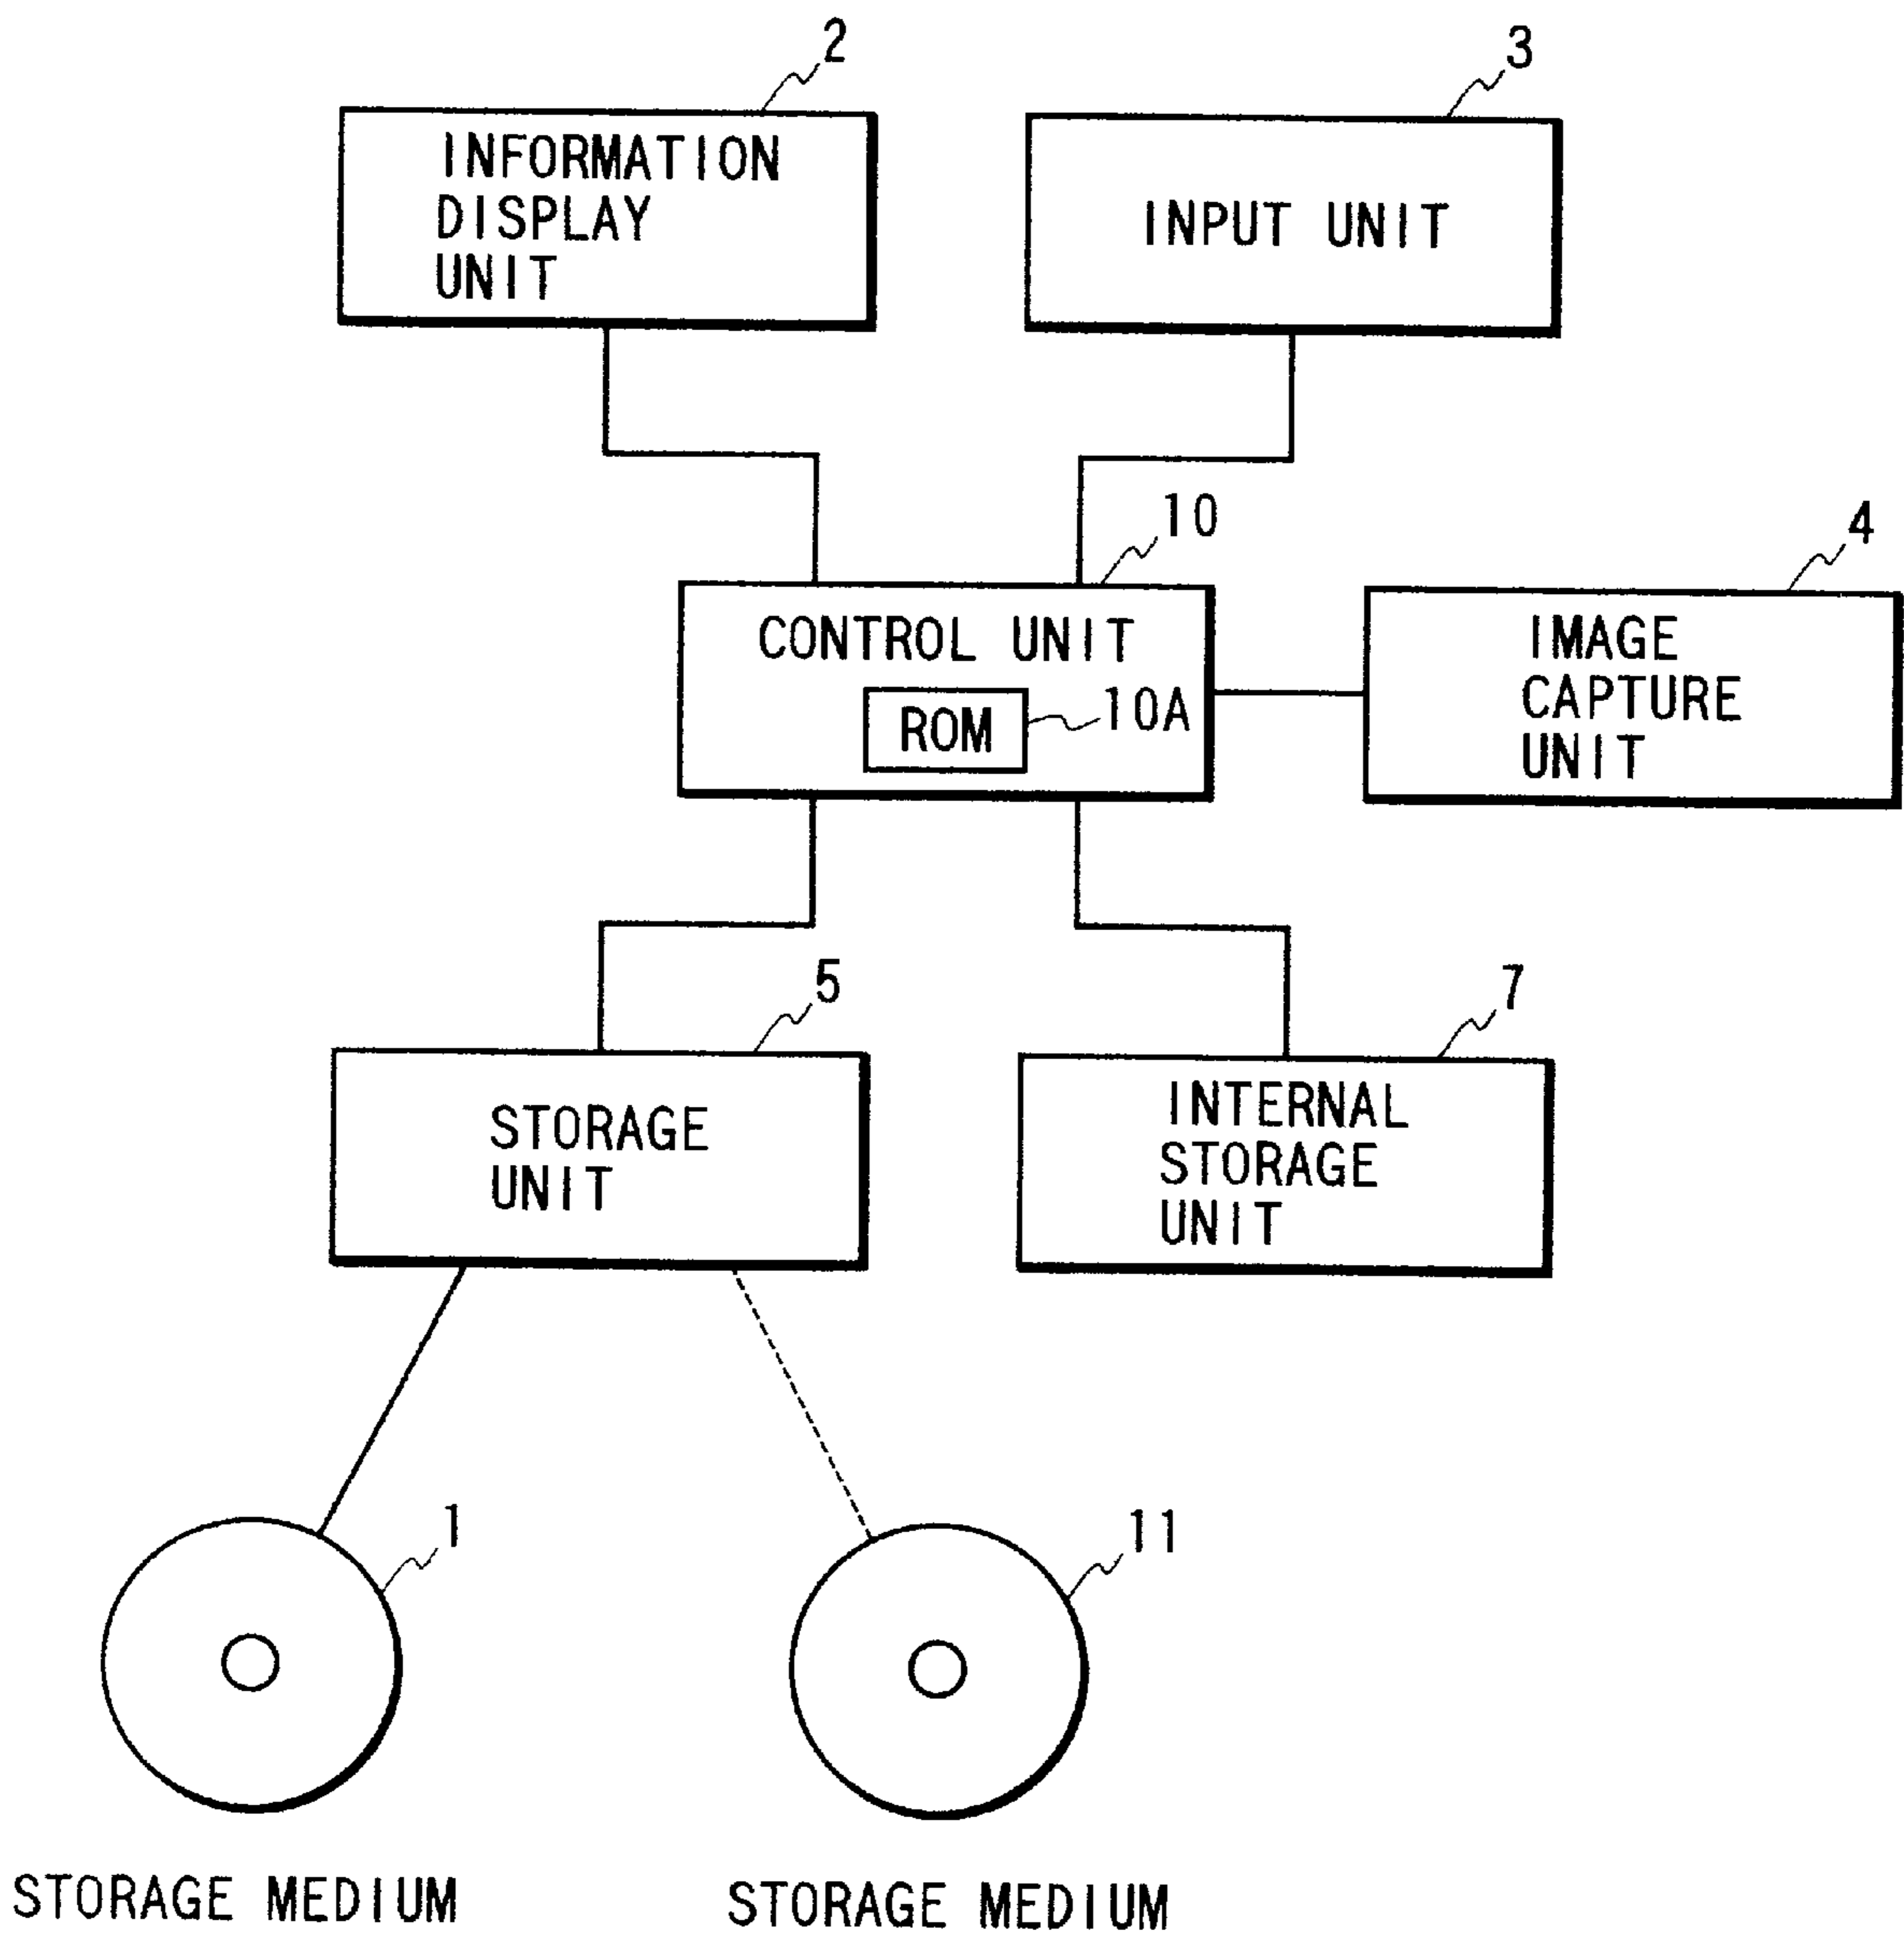 2
3
INFORMATION
DISPLAY
UNIT
INPUT UNIT
10
4
CONTROL UNIT
ROM
10A
IMAGE
CAPTURE
UNIT
5
7
STORAGE
UNIT
INTERNAL
STORAGE
UNIT
1
11
STORAGE MEDIUM
STORAGE MEDIUM